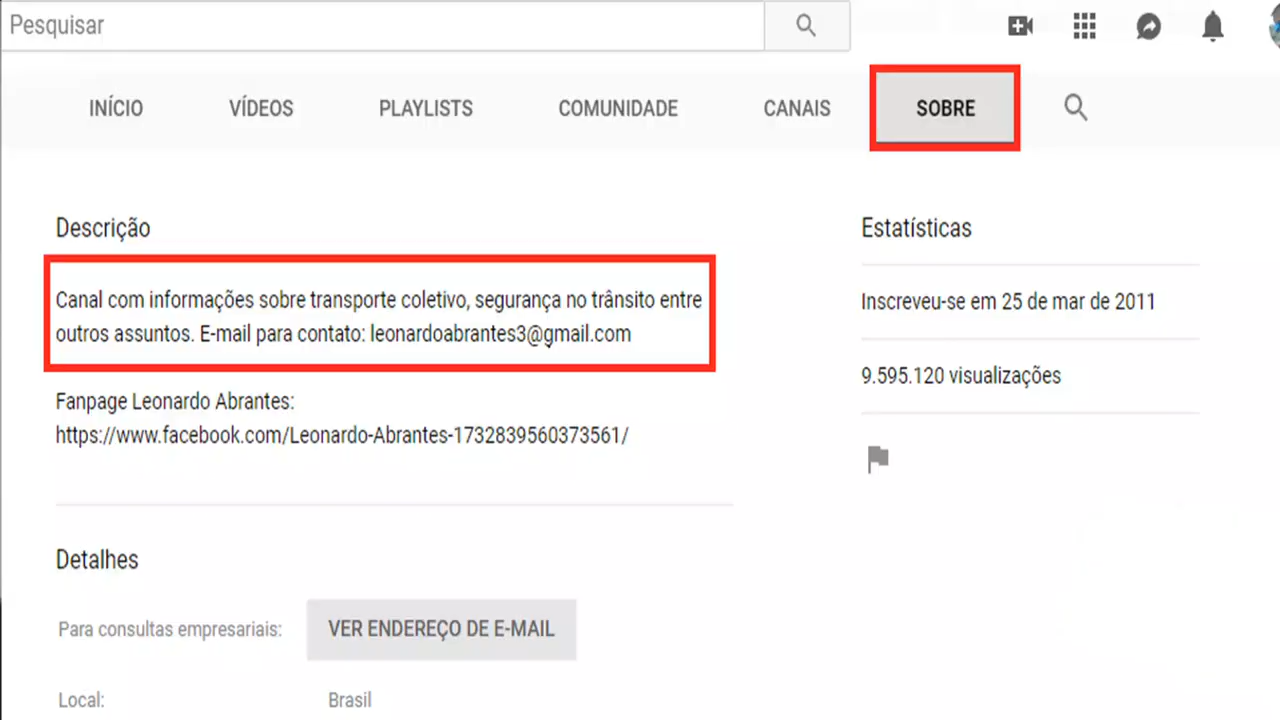 Pesquisar
INÍCIO VÍDEOS PLAYLISTS COMUNIDADE CANAIS SOBRE
Descrição
Canal com informações sobre transporte coletivo, segurança no trânsito entre
outros assuntos. E-mail para contato: leonardoabrantes3@gmail.com
Fanpage Leonardo Abrantes:
https://www.facebook.com/Leonardo-Abrantes-1732839560373561/
Estatísticas
Inscreveu-se em 25 de mar de 2011
9.595.120 visualizações
Detalhes
Para consultas empresariais: VER ENDEREÇO DE E-MAIL
Local: Brasil